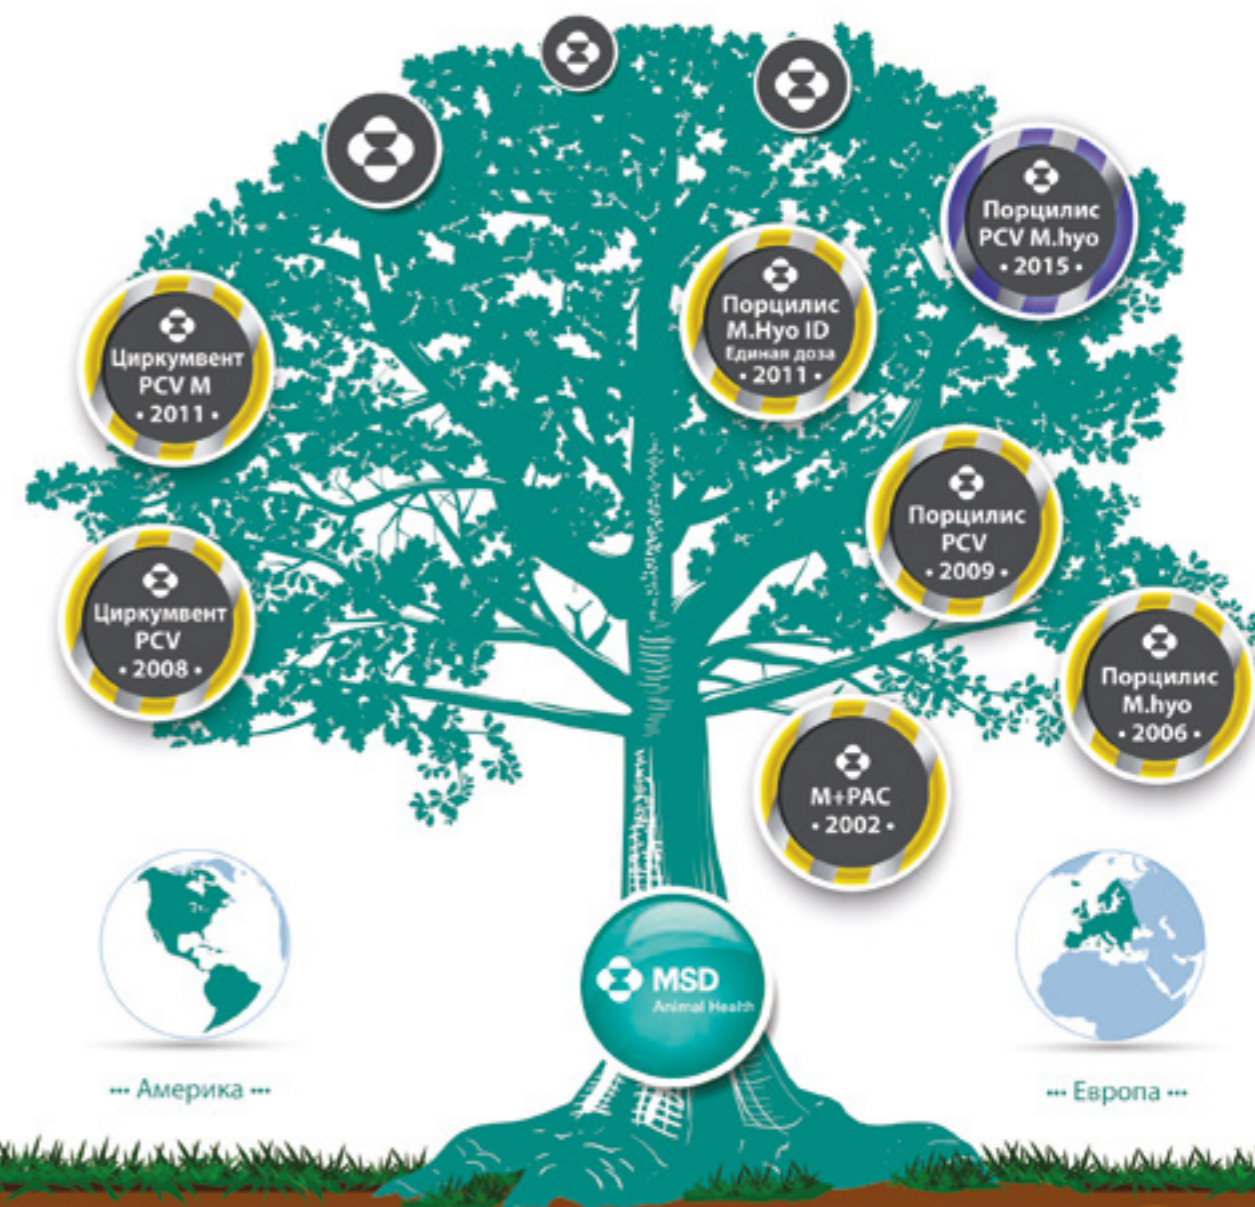 Порцилис
PCV M.hyo
• 2015 •
Порцилис
M.Hyo ID
Единая доза
• 2011 •
Циркумвент
PCV M
• 2011 •
Порцилис
PCV
• 2009 •
Циркумвент
PCV
• 2008 •
Порцилис
M.hyo
• 2006 •
M+PAC
• 2002 •
MSD
Animal Health
••• Америка •••
••• Европа •••